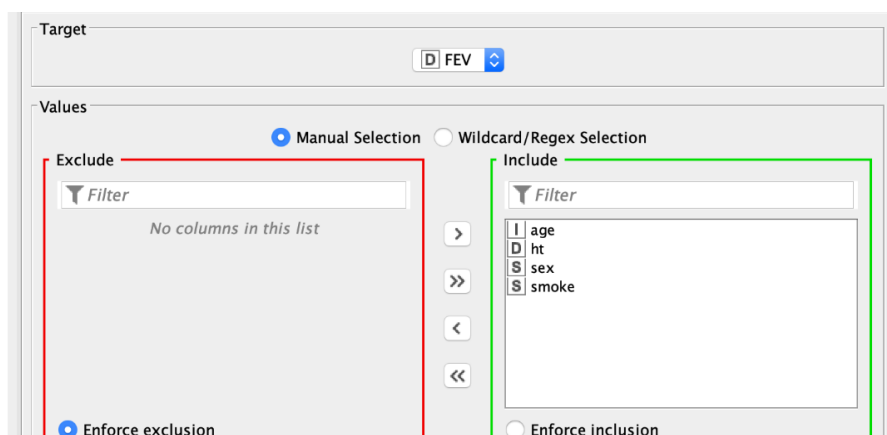 Target
D FEV
Values
Manual Selection Wildcard/Regex Selection
Exclude
Include
Filter
Filter
No columns in this list
I age
D ht
S sex
S smoke
>
>>
<
<<
Enforce exclusion
Enforce inclusion